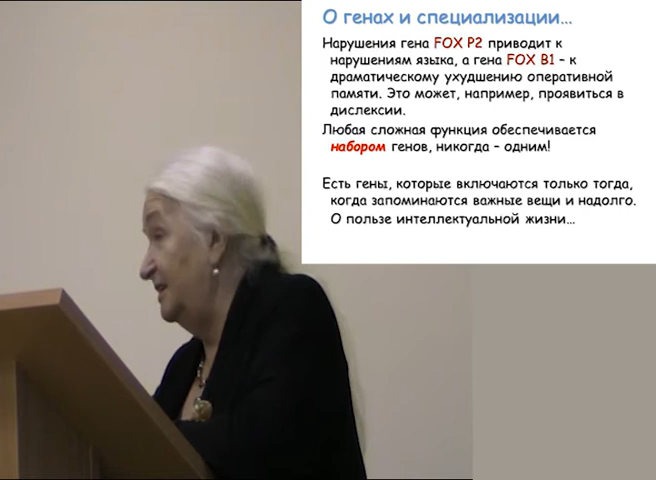 О генах и специализации…
Нарушения гена FOX P2 приводит к
нарушениям языка, а гена FOX B1 – к
драматическому ухудшению оперативной
памяти. Это может, например, проявиться в
дислексии.
Любая сложная функция обеспечивается
набором генов, никогда – одним!
Есть гены, которые включаются только тогда,
когда запоминаются важные вещи и надолго.
О пользе интеллектуальной жизни…